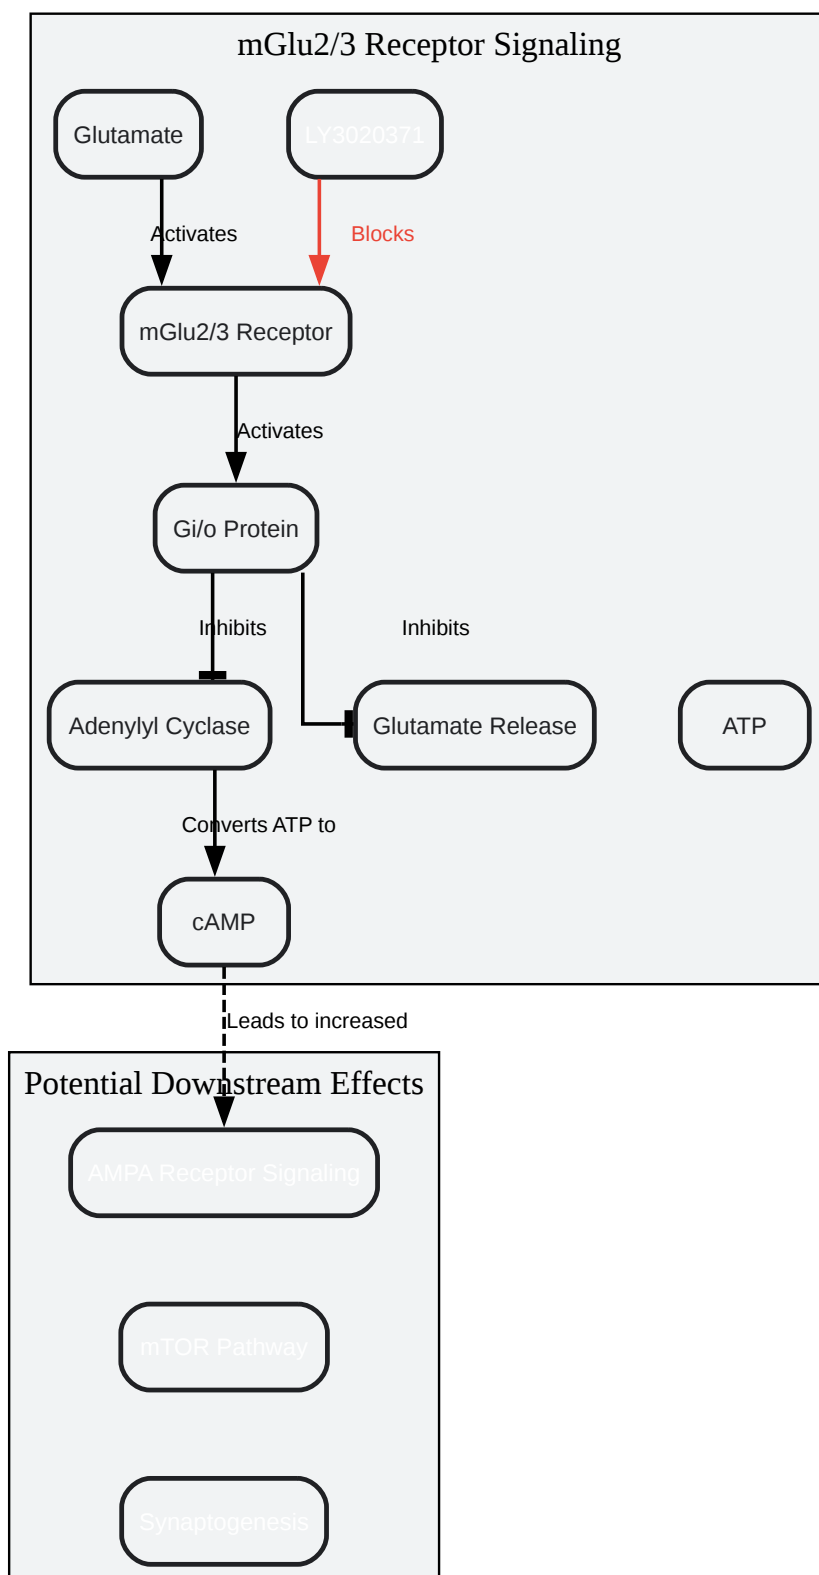 mGlu2/3 Receptor Signaling
Glutamate
LY3020371
Activates
Blocks
mGlu2/3 Receptor
Activates
Gi/o Protein
Inhibits
Inhibits
Adenylyl Cyclase
Glutamate Release
ATP
Converts ATP to
cAMP
Leads to increased
Potential Downstream Effects
AMPA Receptor Signaling
mTOR Pathway
Synaptogenesis